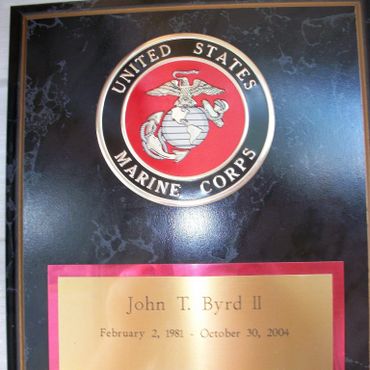 UNITED STATES
MARINE CORPS
John T. Byrd II
February 2, 1981 - October 30, 2004